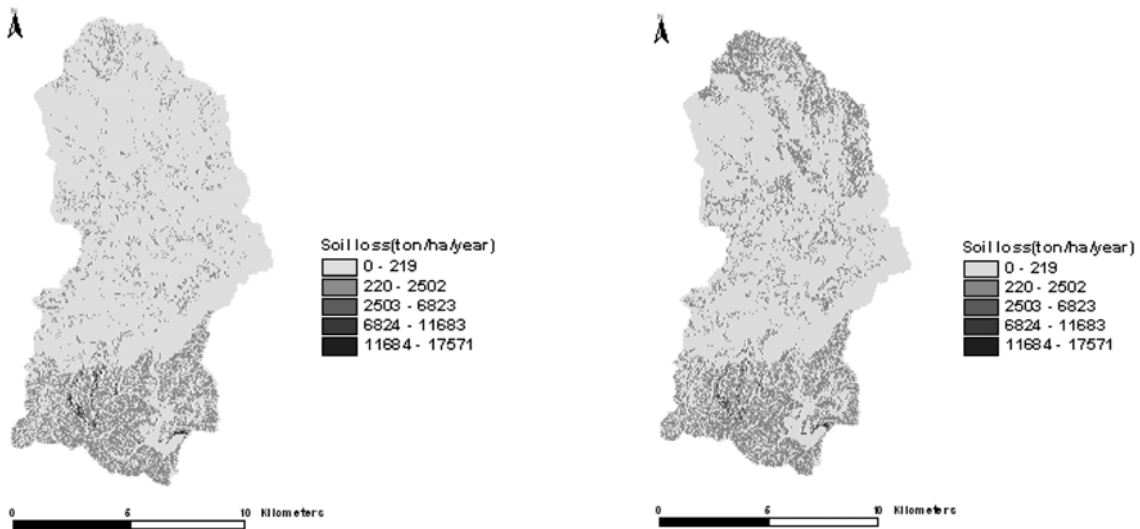 N
Soil loss(ton/ha/year)
0 - 219
220 - 2502
2503 - 6823
6824 - 11683
11684 - 17571
0 5 10 Kilometers
N
Soil loss(ton/ha/year)
0 - 219
220 - 2502
2503 - 6823
6824 - 11683
11684 - 17571
0 5 10 Kilometers